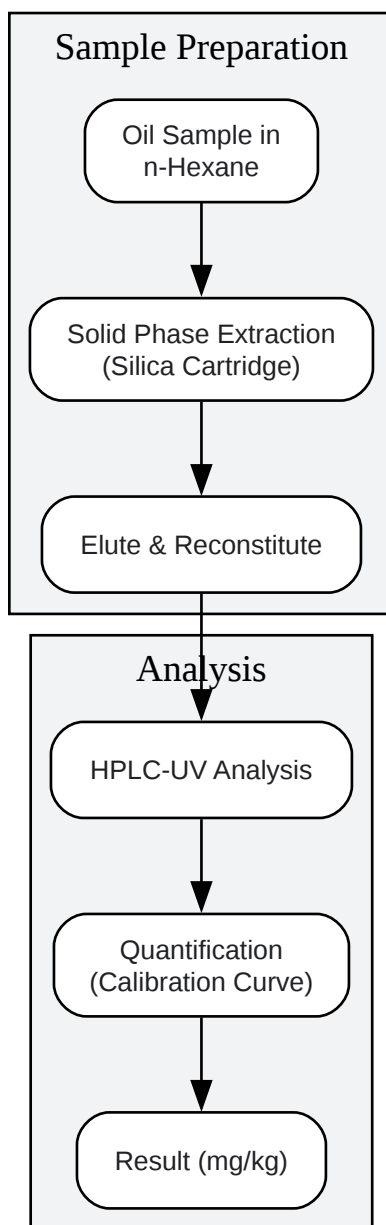 Sample Preparation
Oil Sample in
n-Hexane
Solid Phase Extraction
(Silica Cartridge)
Elute & Reconstitute
Analysis
HPLC-UV Analysis
Quantification
(Calibration Curve)
Result (mg/kg)